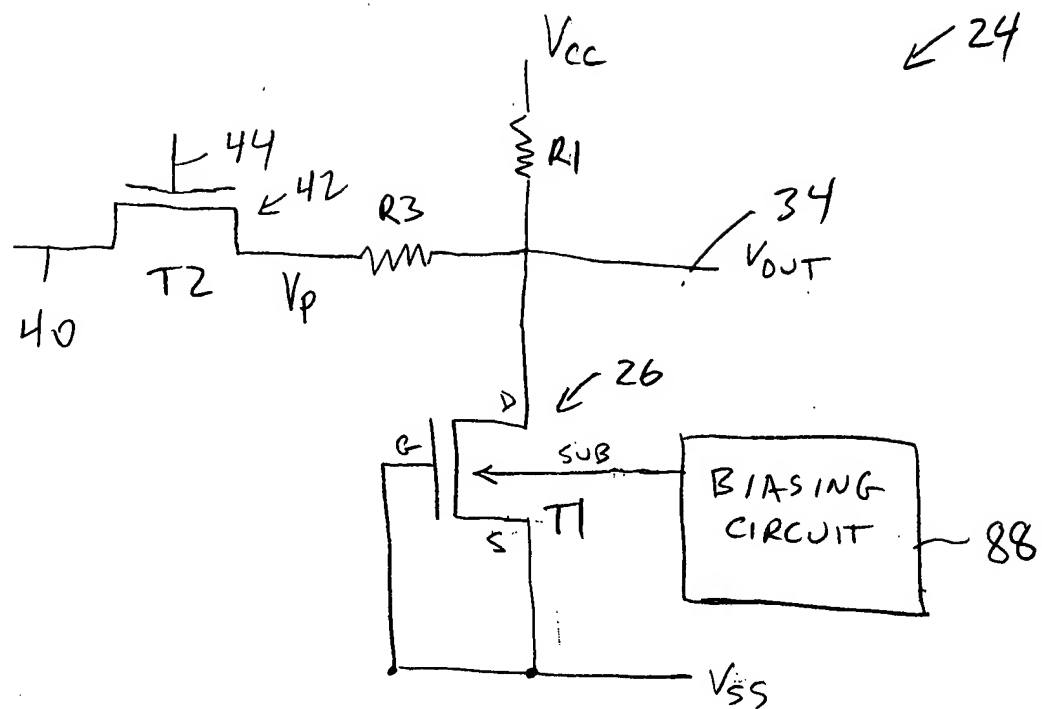 24
Vcc
R1
44
42
R3
34
VOUT
T2
Vp
40
26
D
G
SUB
BIASING
CIRCUIT
T1
S
88
VSS